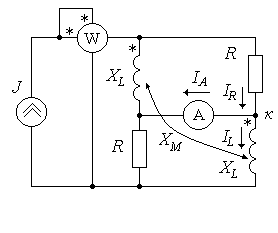 * *
W
* R
X_L
J I_A
I_R
A к
*
R X_M I_L
X_L